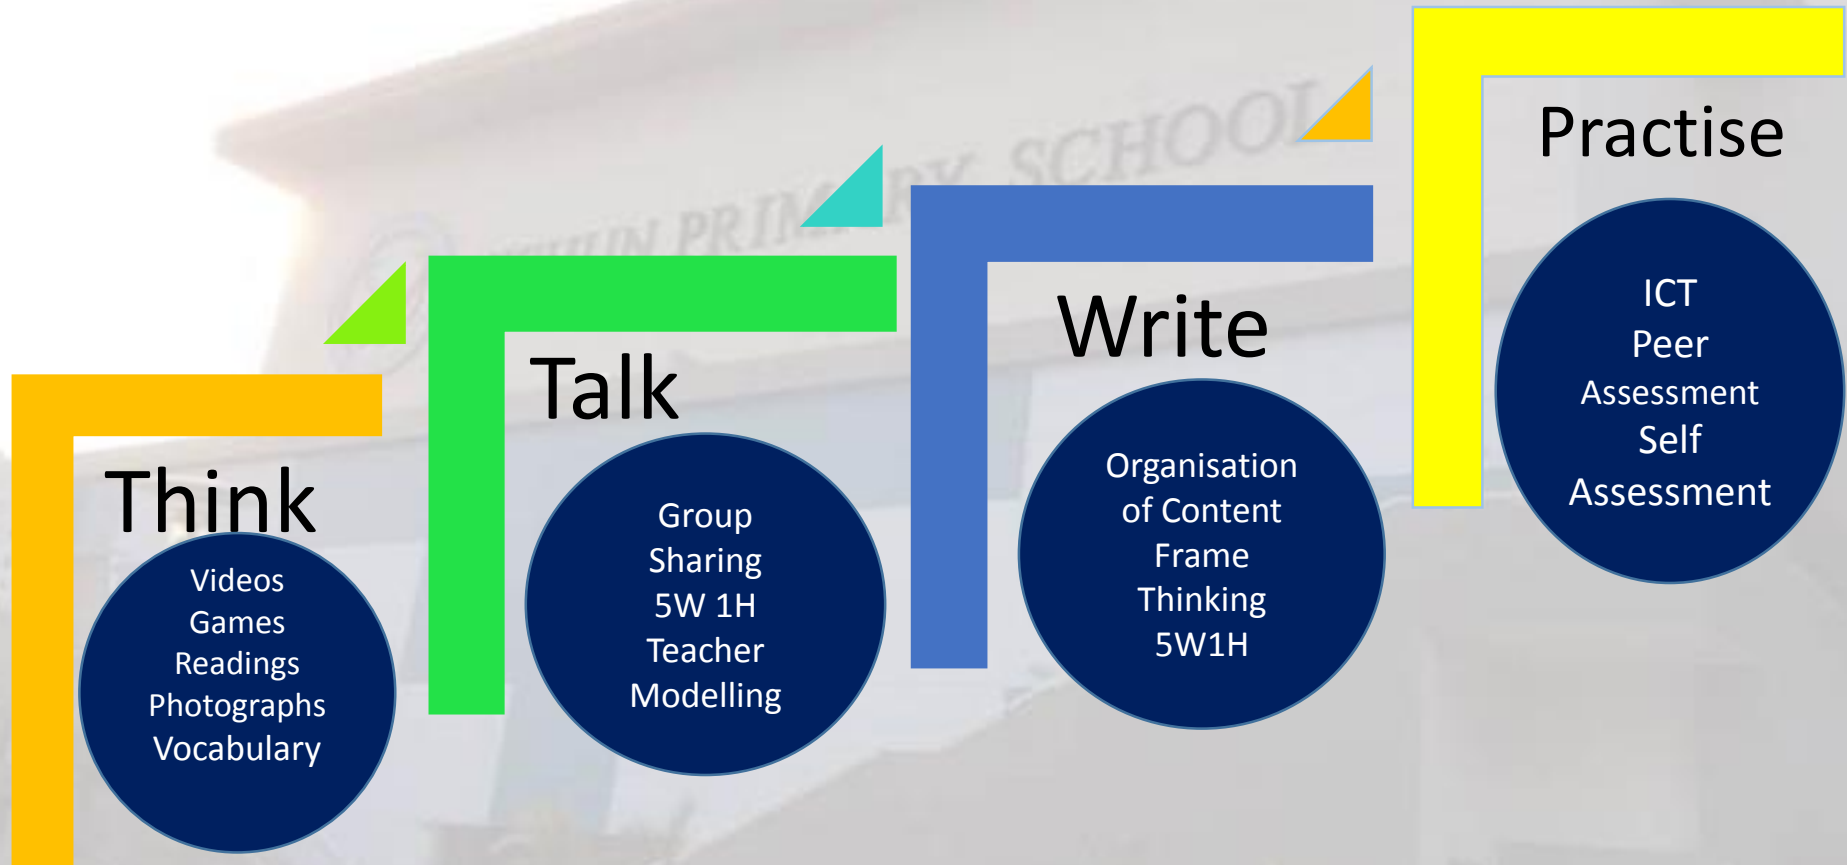 Think
Videos
Games
Readings
Photographs
Vocabulary
Talk
Group
Sharing
5W 1H
Teacher
Modelling
Write
Organisation
of Content
Frame
Thinking
5W1H
Practise
ICT
Peer
Assessment
Self
Assessment
PRIMARY SCHOOL